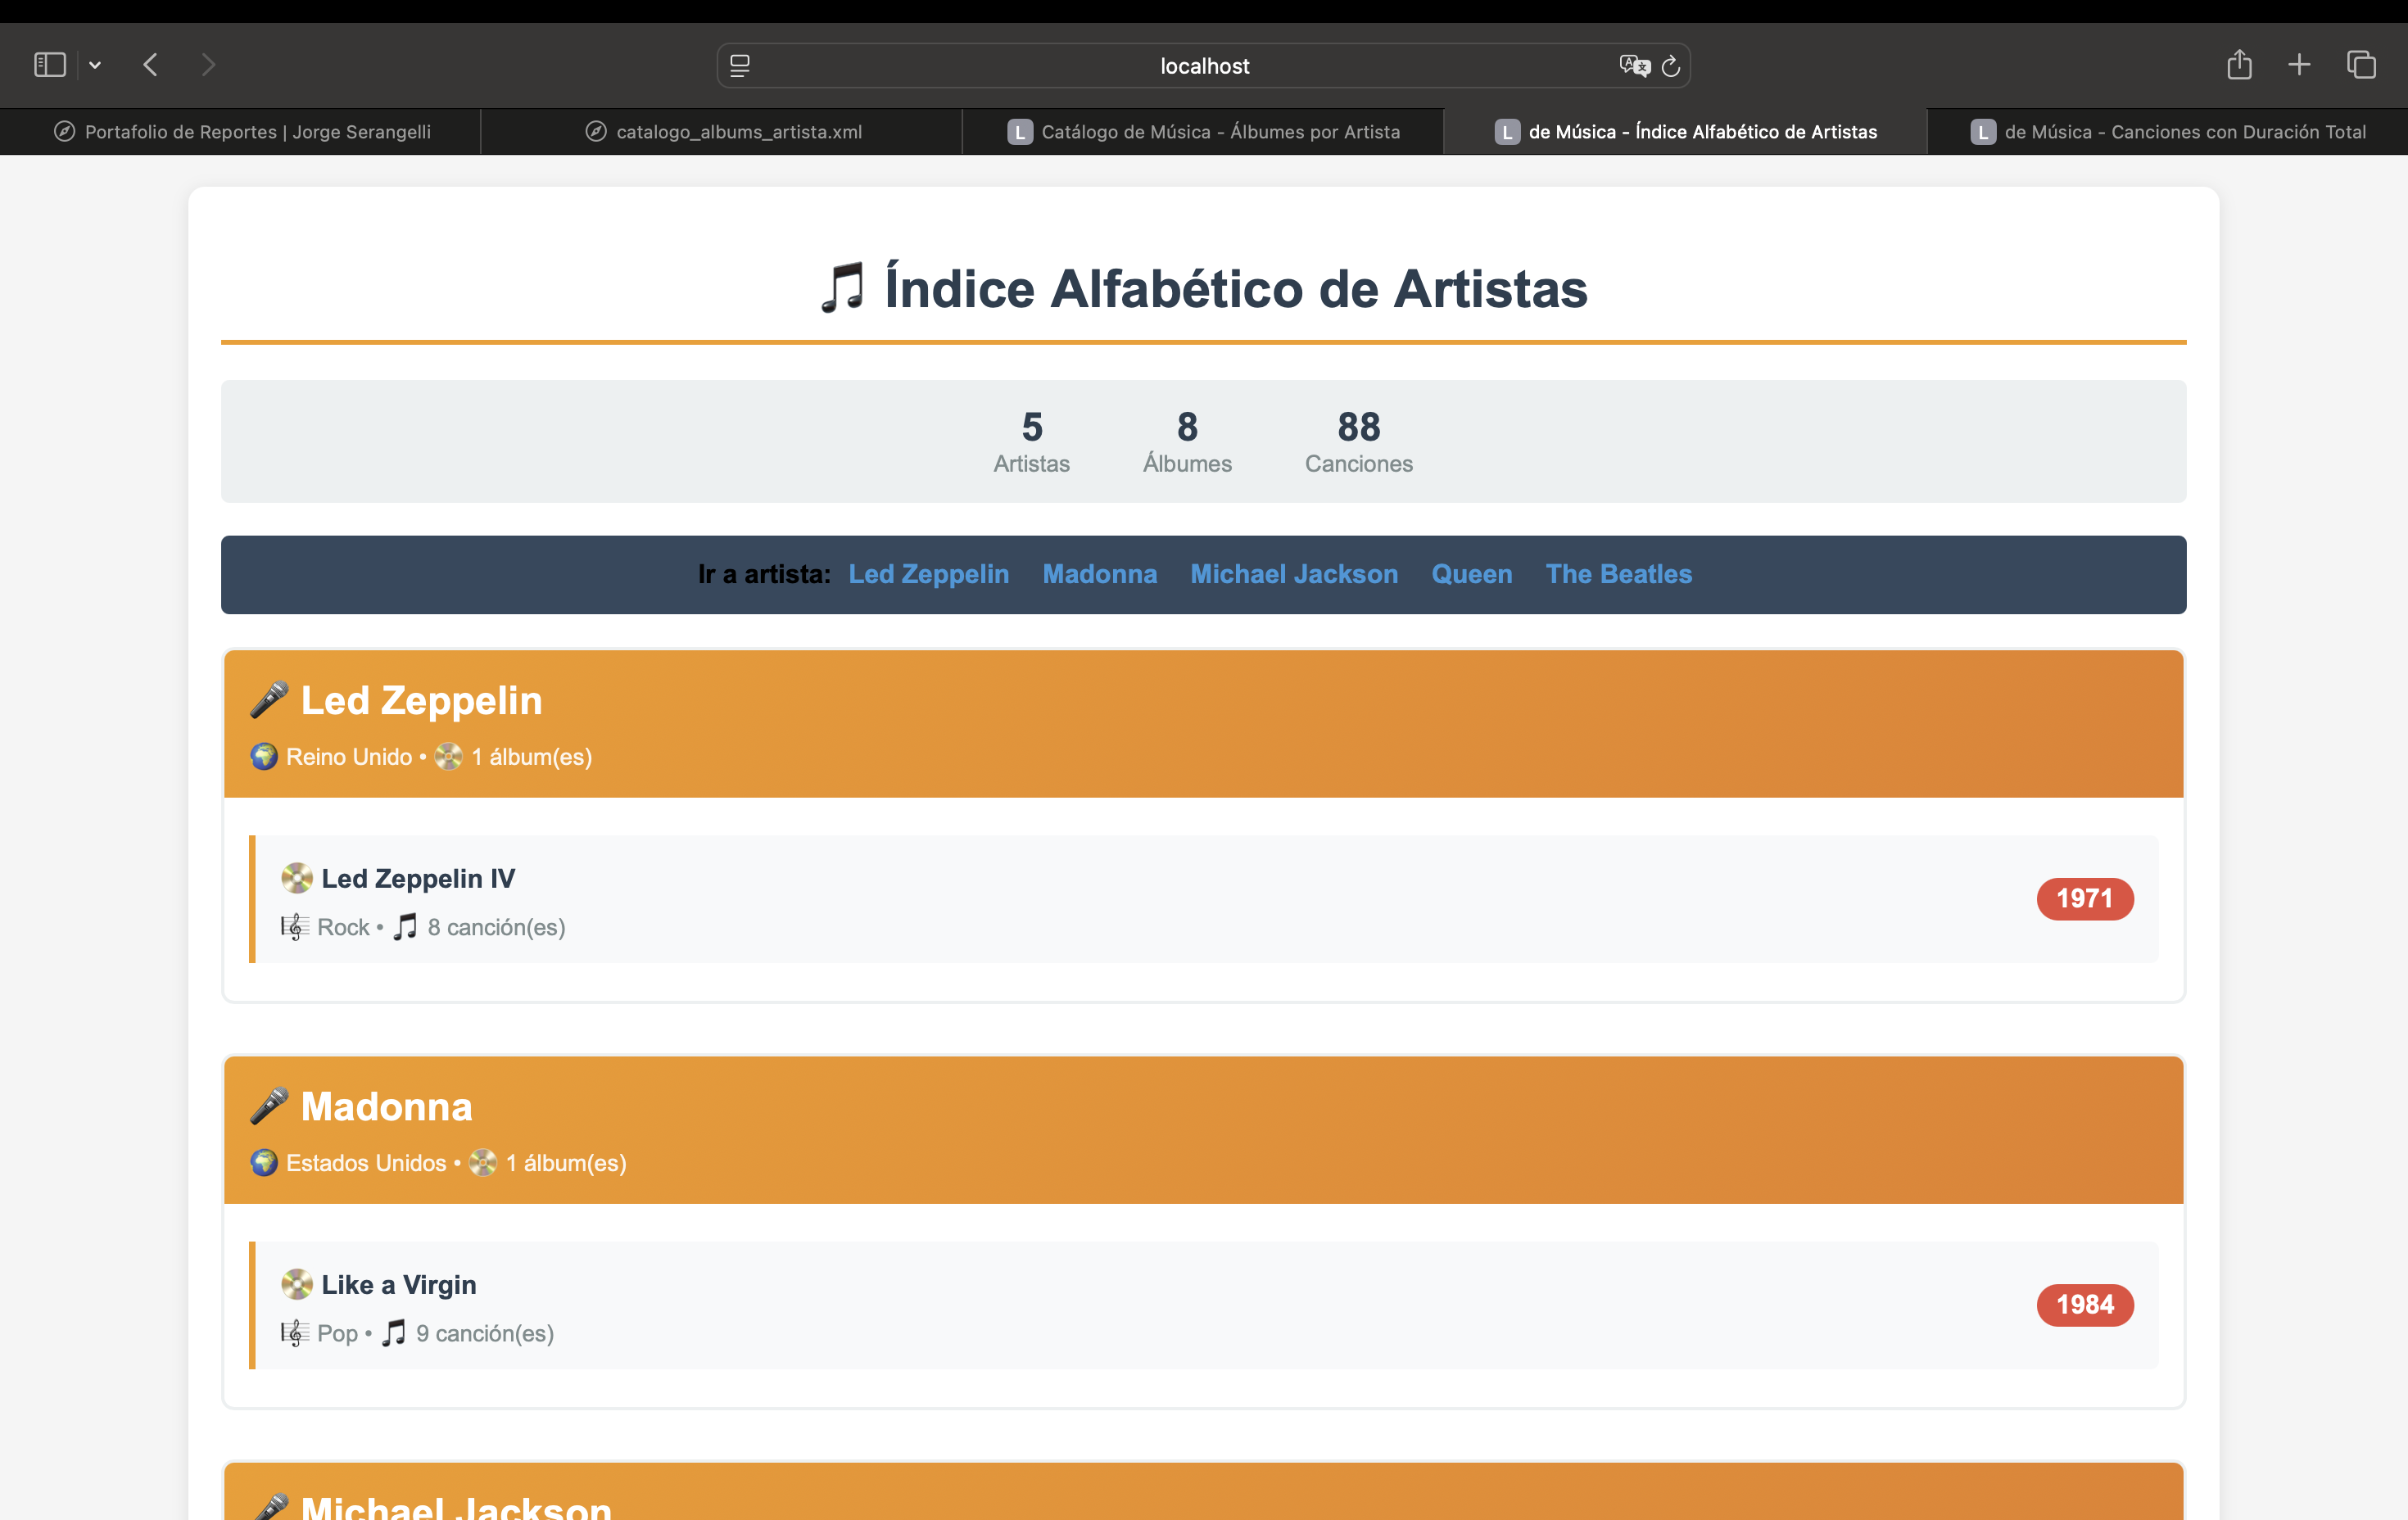 localhost
Portafolio de Reportes | Jorge Serangelli
catalogo_albums_artista.xml
L Catálogo de Música - Álbumes por Artista
L de Música - Índice Alfabético de Artistas
L de Música - Canciones con Duración Total
🎵 Índice Alfabético de Artistas
5 8 88
Artistas Álbumes Canciones
Ir a artista: Led Zeppelin Madonna Michael Jackson Queen The Beatles
🎤 Led Zeppelin
🌍 Reino Unido • 💿 1 álbum(es)
💿 Led Zeppelin IV
🎼 Rock • 🎵 8 canción(es)
1971
🎤 Madonna
🌍 Estados Unidos • 💿 1 álbum(es)
💿 Like a Virgin
🎼 Pop • 🎵 9 canción(es)
1984
🎤 Michael Jackson